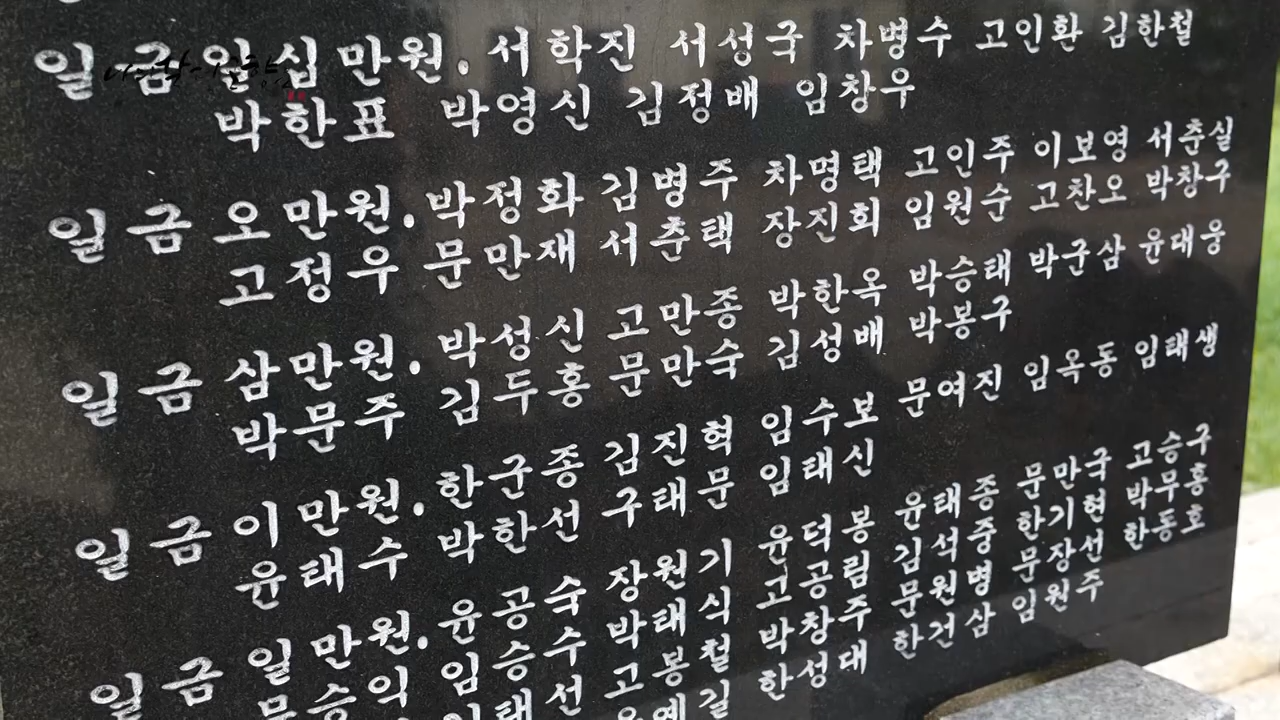 일금일십만원. 서학진 서성국 차병수 고인환 김한철
박한표 박영신 김정배 임창우
일금오만원. 박정화 김병주 차명택 고인주 이보영 서춘실
고정우 문만재 서춘택 장진희 임원순 고찬오 박창구
일금삼만원. 박성신 고만종 박한옥 박승태 박군삼 윤대웅
박문주 김두홍 문만숙 김성배 박봉구
일금이만원. 한군종 김진혁 임수보 문여진 임옥동 임태생
윤태수 박한선 구태문 임태신
일금일만원. 윤공숙 장원기 윤덕봉 윤태종 문만국 고승구
문승익 임승수 박태식 고공림 김석중 한기현 박무홍
고봉철 박창주 문원병 문장선 한동호
한성대 한건삼 임원주